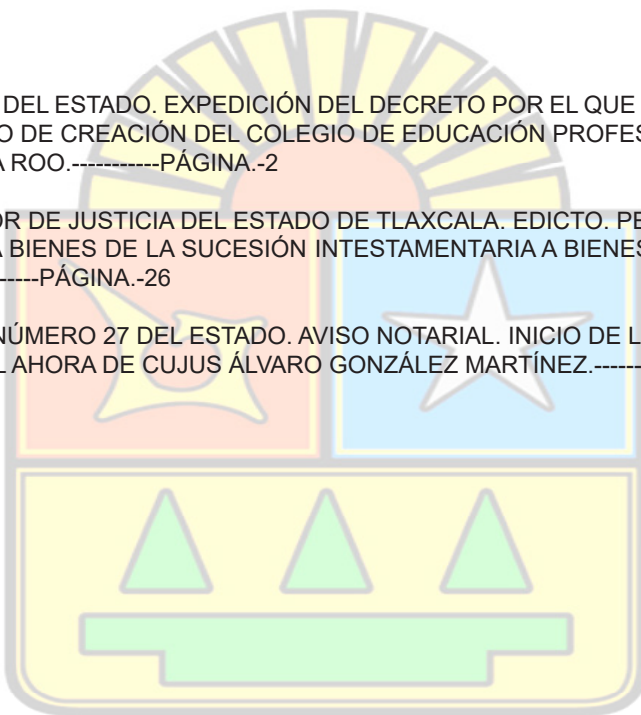 DEL ESTADO. EXPEDICIÓN DEL DECRETO POR EL QUE
O DE CREACIÓN DEL COLEGIO DE EDUCACIÓN PROFES
A ROO.-----------PÁGINA.-2
OR DE JUSTICIA DEL ESTADO DE TLAXCALA. EDICTO. PE
A BIENES DE LA SUCESIÓN INTESTAMENTARIA A BIENES
-----PÁGINA.-26
NÚMERO 27 DEL ESTADO. AVISO NOTARIAL. INICIO DE L
L AHORA DE CUJUS ÁLVARO GONZÁLEZ MARTÍNEZ.-------